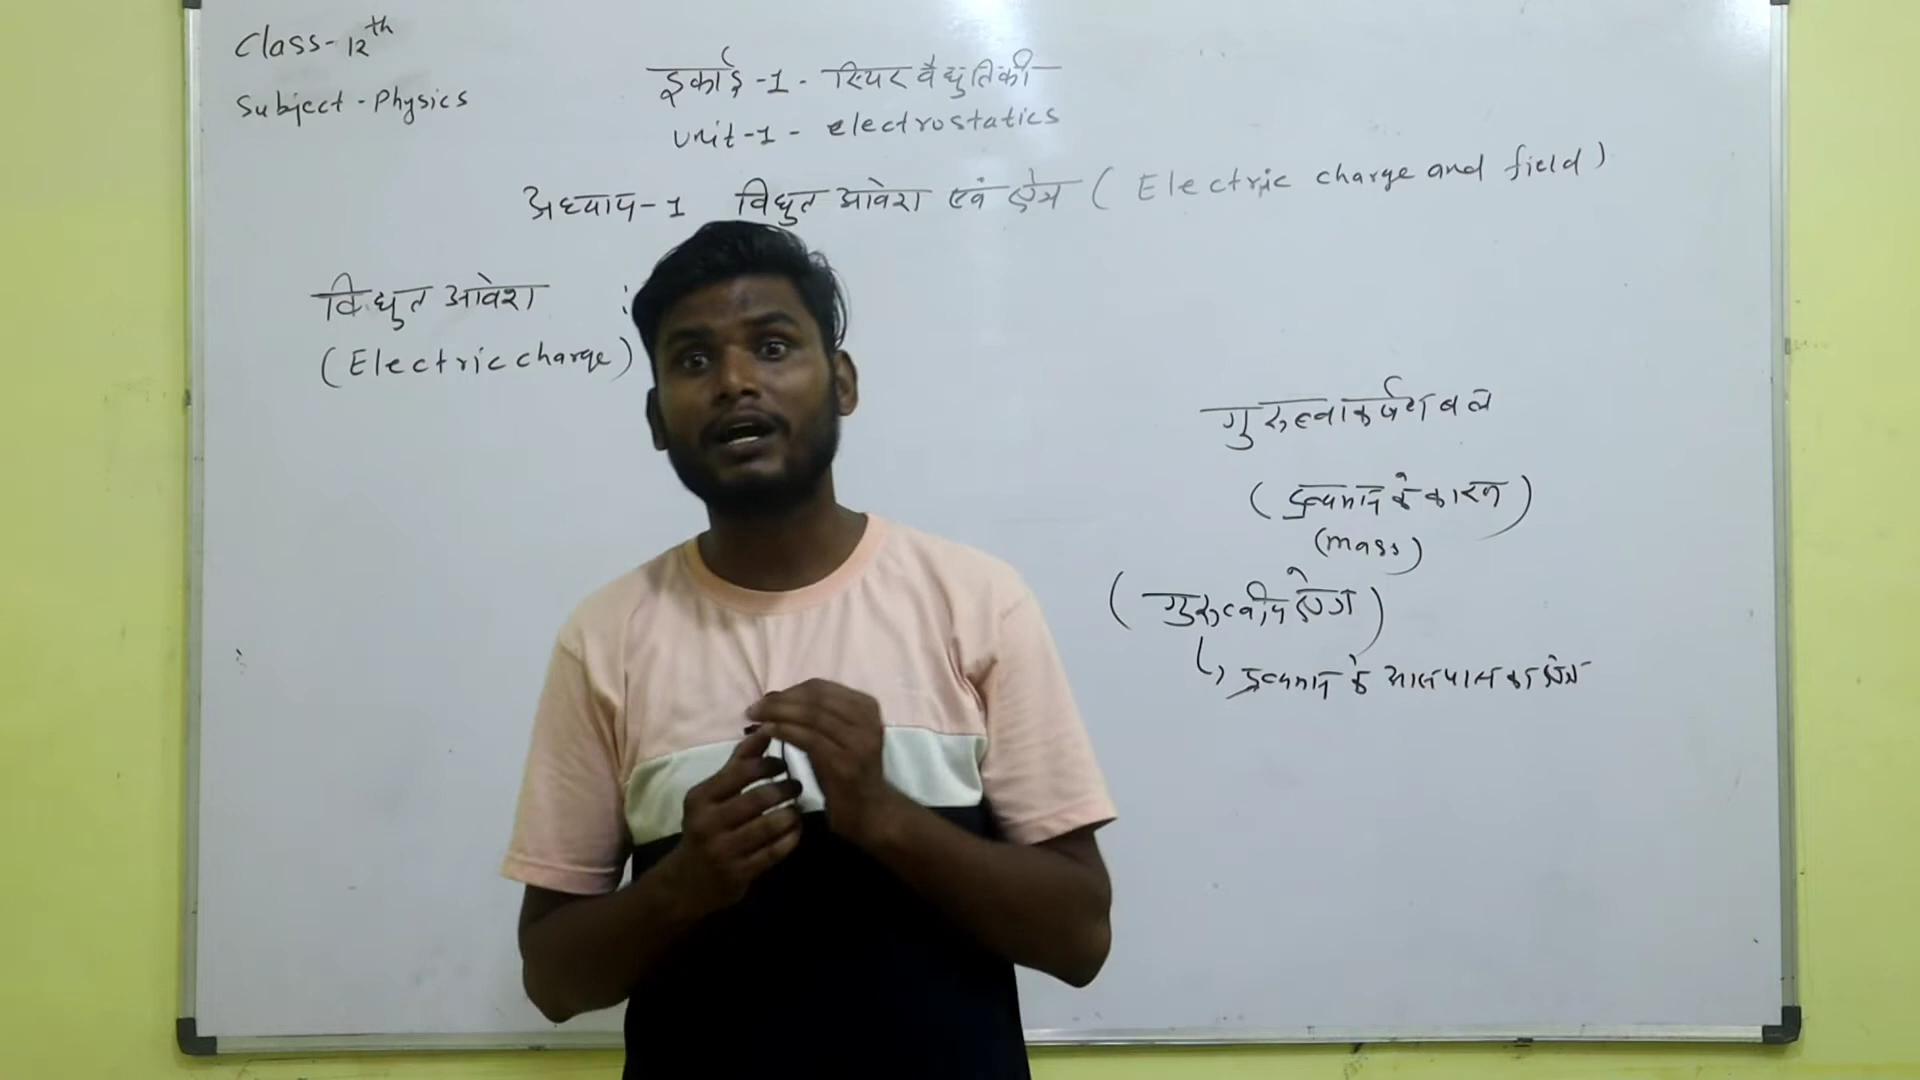 Class-12th
Subject-Physics
इकाई-1- स्थिर वैद्युतिकी
Unit-1- electrostatics
अध्याय-1 विधुत आवेश एवं क्षेत्र (Electric charge and field)
विधुत आवेश :
(Electric charge)
गुरुत्वाकर्षण बल
(द्रव्यमान के कारन)
(mass)
(गुरुत्वीय क्षेत्र)
↳ द्रव्यमान के आसपास का क्षेत्र